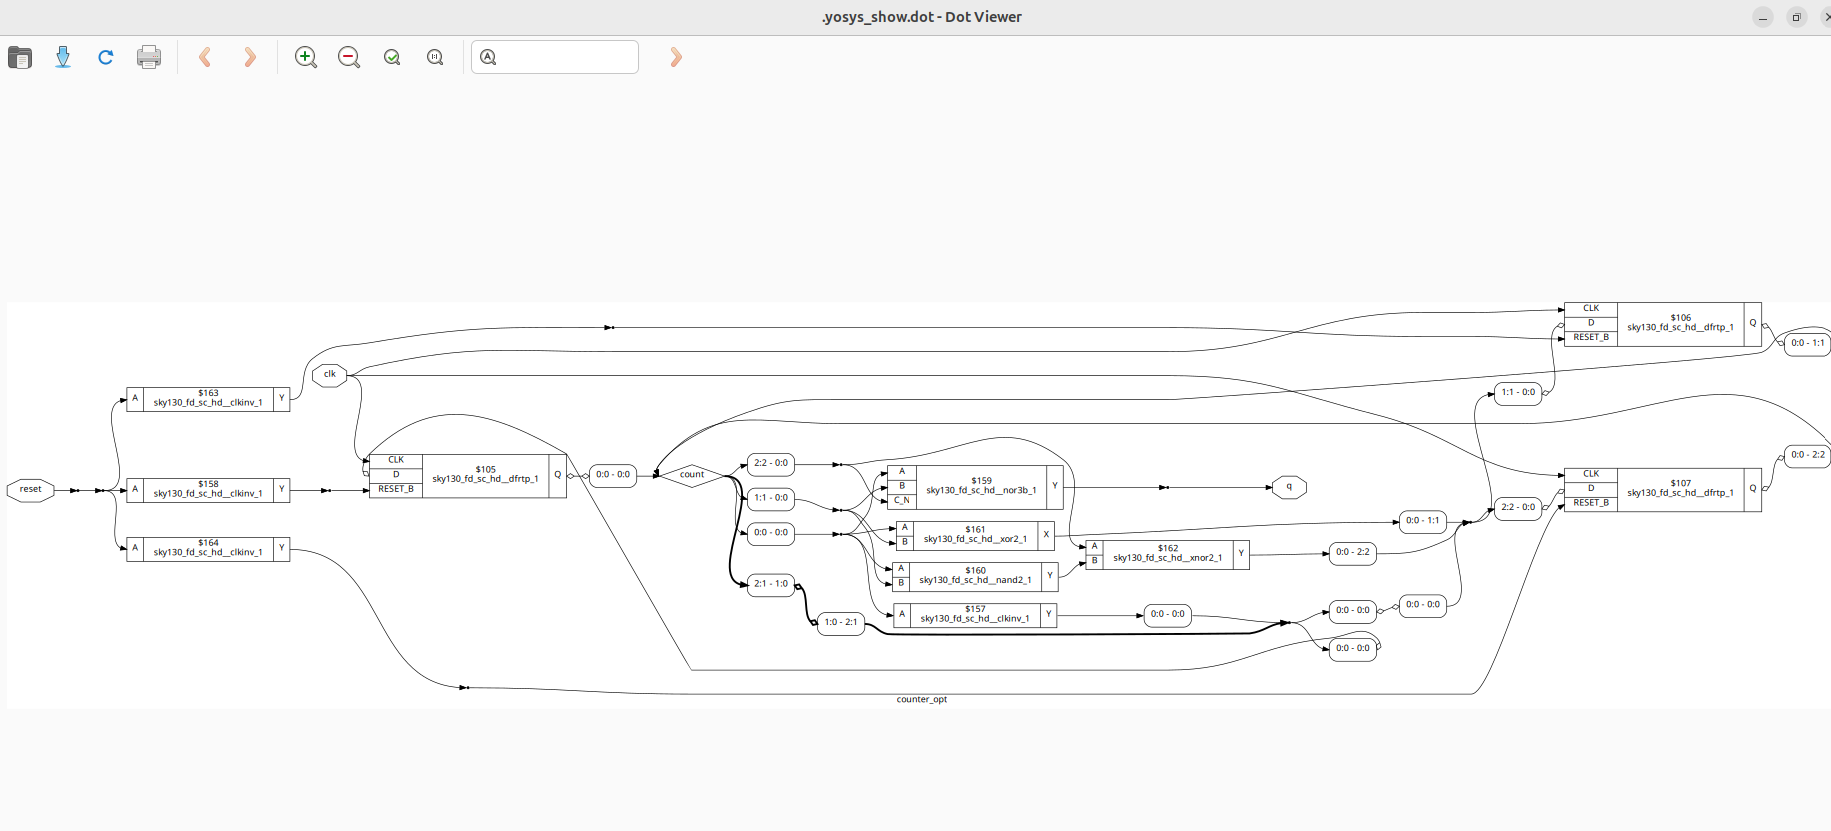 .yosys_show.dot - Dot Viewer
reset
A
$163
sky130_fd_sc_hd__clkinv_1
Y
A
$158
sky130_fd_sc_hd__clkinv_1
Y
A
$164
sky130_fd_sc_hd__clkinv_1
Y
clk
CLK
D
RESET_B
$105
sky130_fd_sc_hd__dfrtp_1
Q
0:0 - 0:0
count
2:2 - 0:0
1:1 - 0:0
0:0 - 0:0
2:1 - 1:0
1:0 - 2:1
A
B
C_N
$159
sky130_fd_sc_hd__nor3b_1
Y
A
B
$161
sky130_fd_sc_hd__xor2_1
X
A
B
$160
sky130_fd_sc_hd__nand2_1
Y
A
$157
sky130_fd_sc_hd__clkinv_1
Y
A
B
$162
sky130_fd_sc_hd__xnor2_1
Y
0:0 - 0:0
q
0:0 - 1:1
0:0 - 2:2
0:0 - 0:0
0:0 - 0:0
0:0 - 0:0
1:1 - 0:0
2:2 - 0:0
CLK
D
RESET_B
$106
sky130_fd_sc_hd__dfrtp_1
Q
0:0 - 1:1
CLK
D
RESET_B
$107
sky130_fd_sc_hd__dfrtp_1
Q
0:0 - 2:2
counter_opt